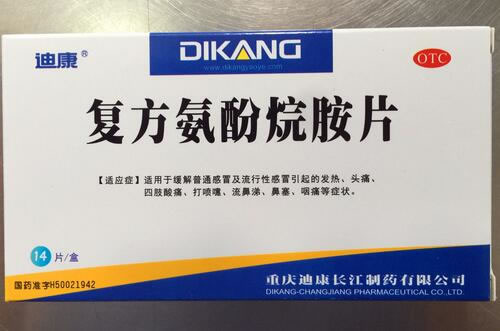 迪康®
DIKANG
www.dikangyaoye.com
OTC
复方氨酚烷胺片
【适应症】适用于缓解普通感冒及流行性感冒引起的发热、头痛、
四肢酸痛、打喷嚏、流鼻涕、鼻塞、咽痛等症状。
14片/盒
国药准字H50021942
重庆迪康长江制药有限公司
DIKANG-CHANGJIANG PHARMACEUTICAL CO.,LTD.